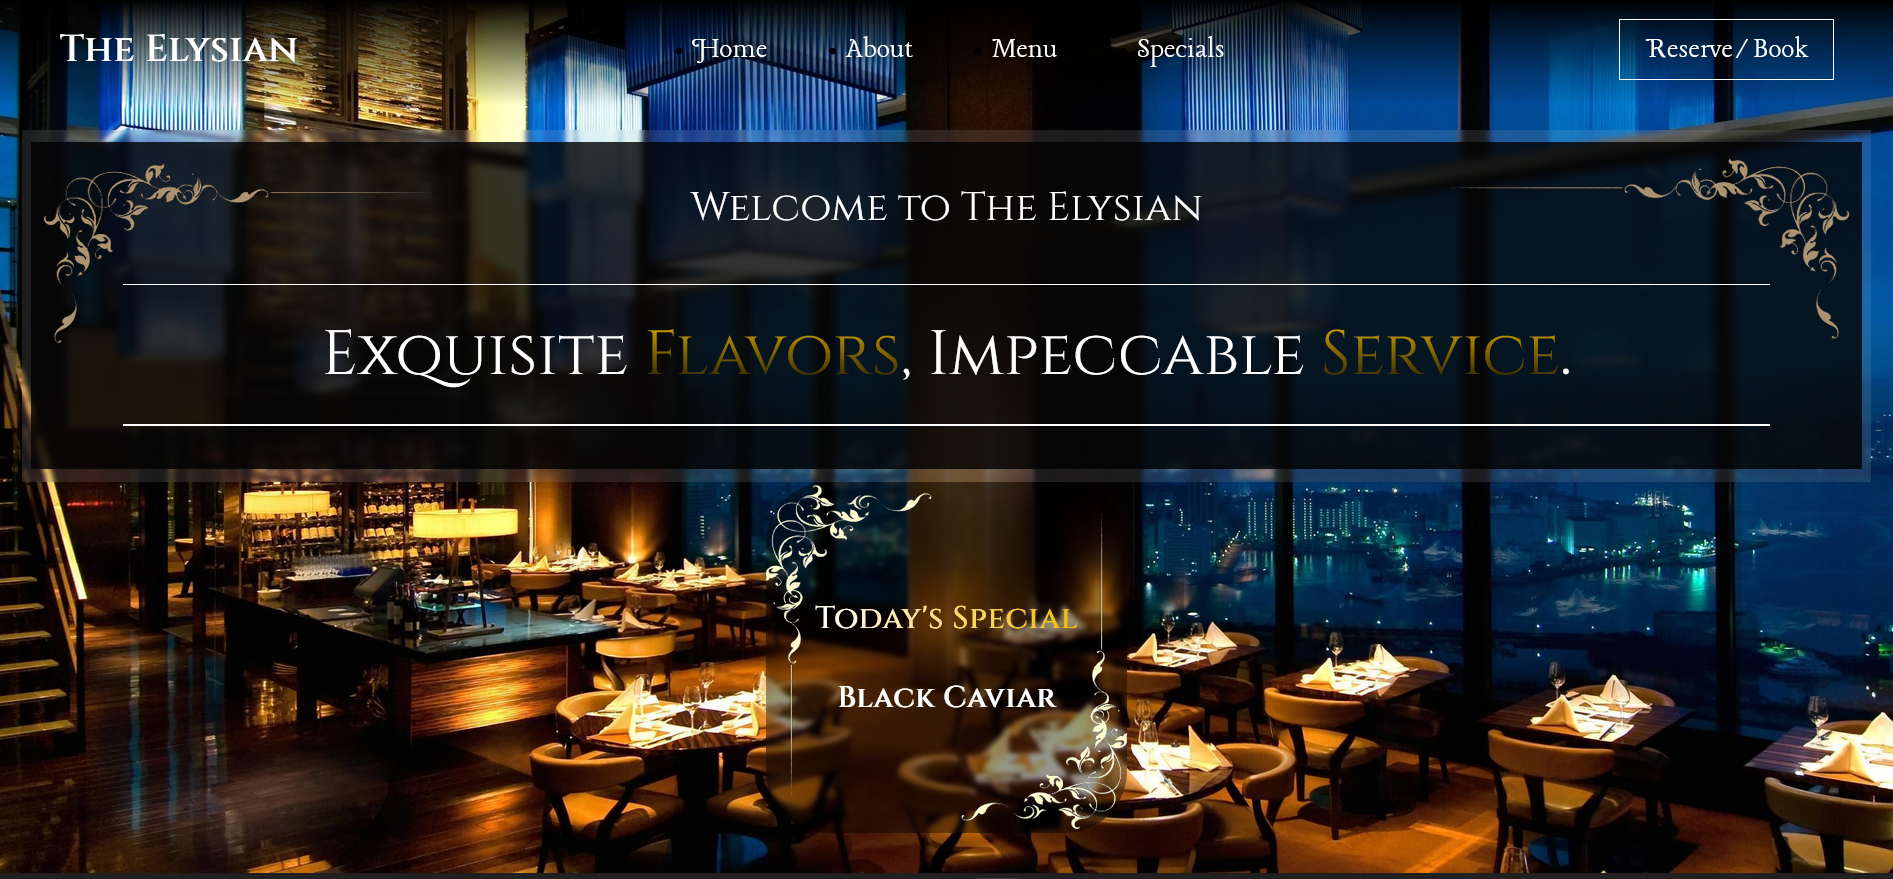 The Elysian
Home
About
Menu
Specials
Reserve/ Book
Welcome to The Elysian
Exquisite Flavors, Impeccable Service.
Today's Special
Black Caviar